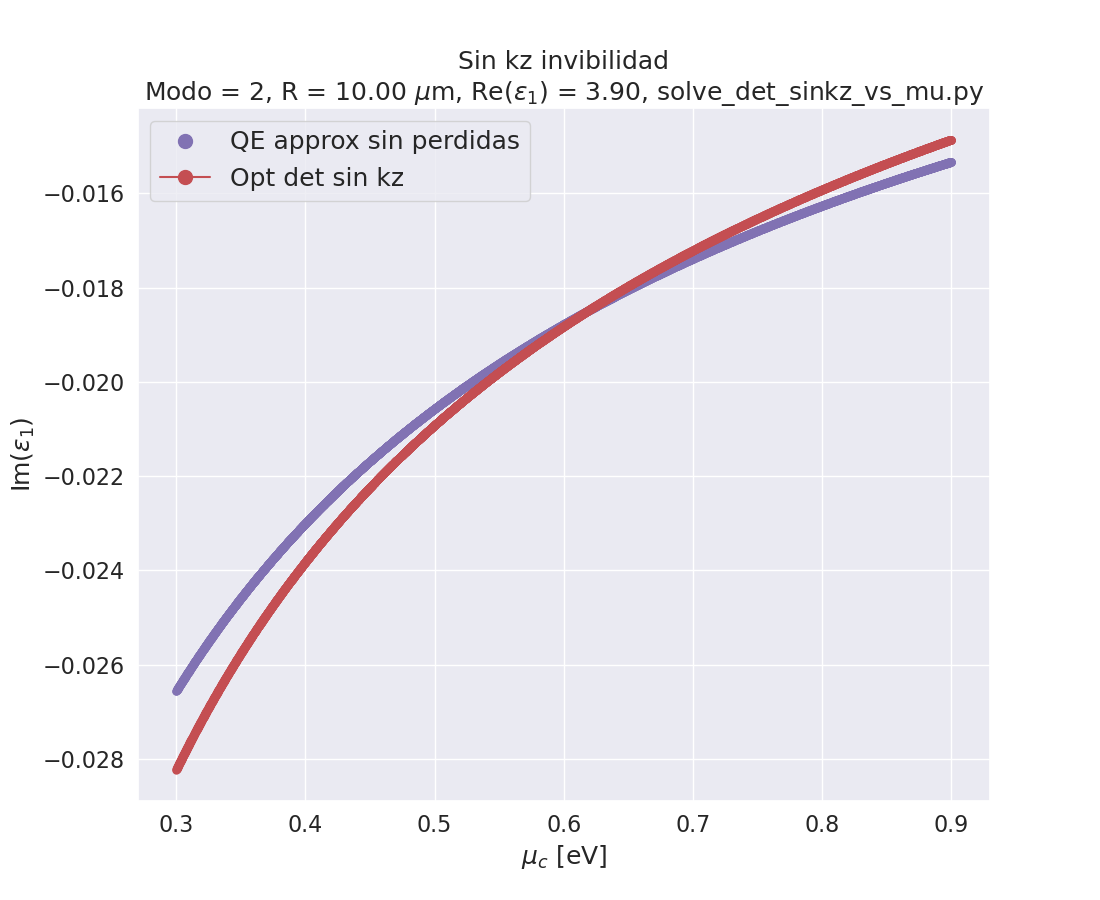 Sin kz invibilidad
Modo = 2, R = 10.00 μm, Re(ε₁) = 3.90, solve_det_sinkz_vs_mu.py
QE approx sin perdidas
Opt det sin kz
−0.016
−0.018
−0.020
−0.022
−0.024
−0.026
−0.028
Im(ε₁)
0.3 0.4 0.5 0.6 0.7 0.8 0.9
μ_c [eV]